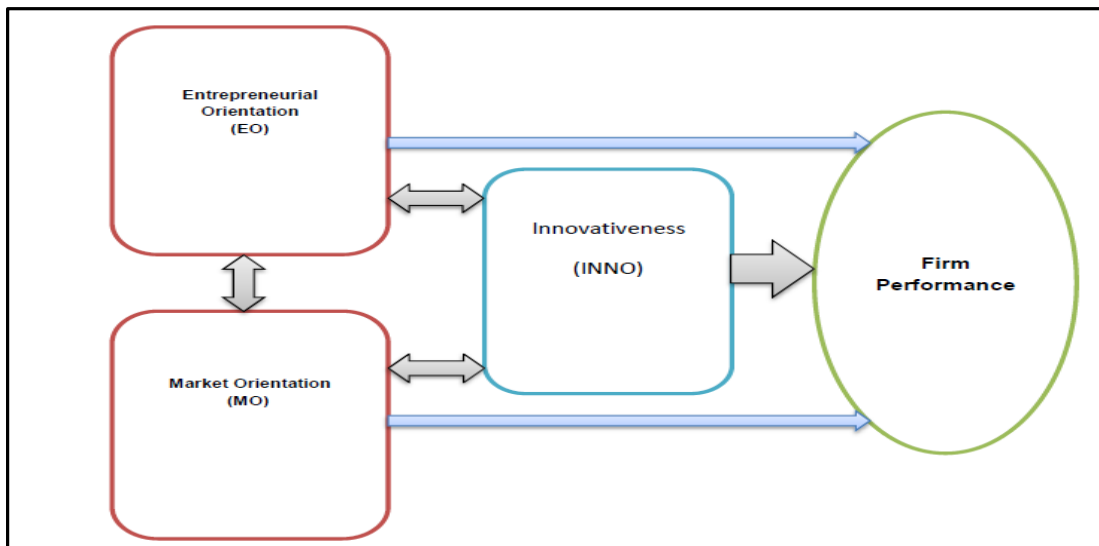 Entrepreneurial
Orientation
(EO)
Innovativeness
(INNO)
Firm
Performance
Market Orientation
(MO)